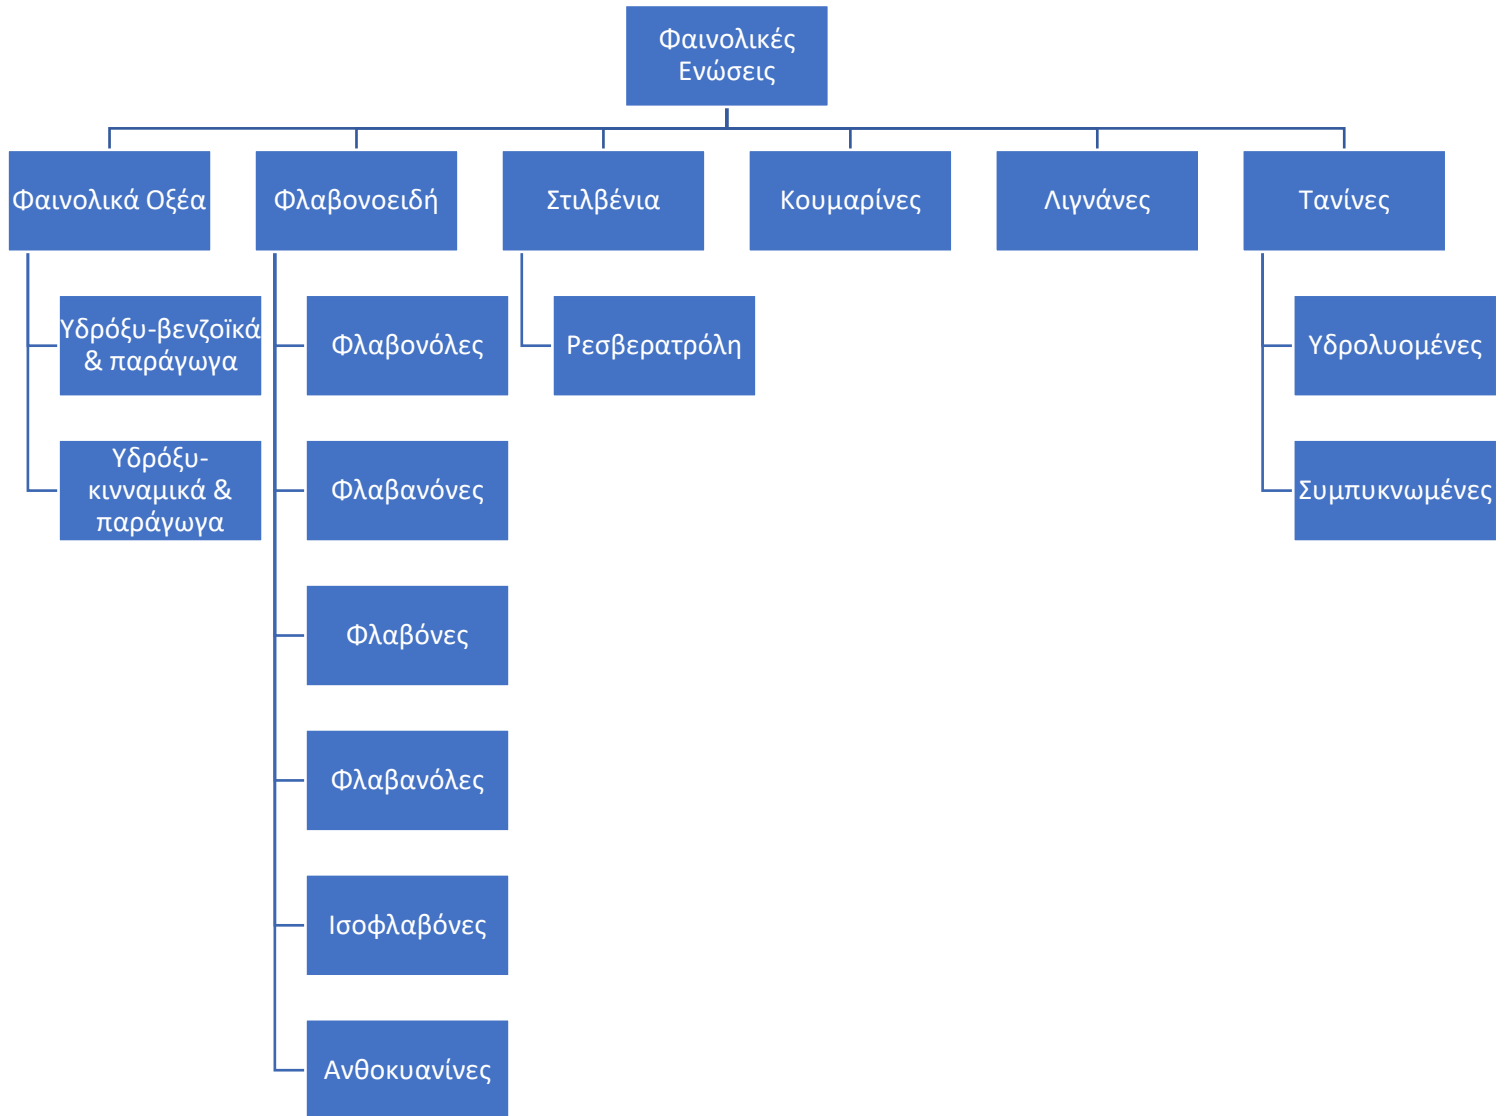 Φαινολικές
Ενώσεις
Φαινολικά Οξέα
Φλαβονοειδή
Στιλβένια
Κουμαρίνες
Λιγνάνες
Τανίνες
Υδρόξυ-βενζοϊκά
& παράγωγα
Υδρόξυ-
κινναμικά &
παράγωγα
Φλαβονόλες
Φλαβανόνες
Φλαβόνες
Φλαβανόλες
Ισοφλαβόνες
Ανθοκυανίνες
Ρεσβερατρόλη
Υδρολυομένες
Συμπυκνωμένες